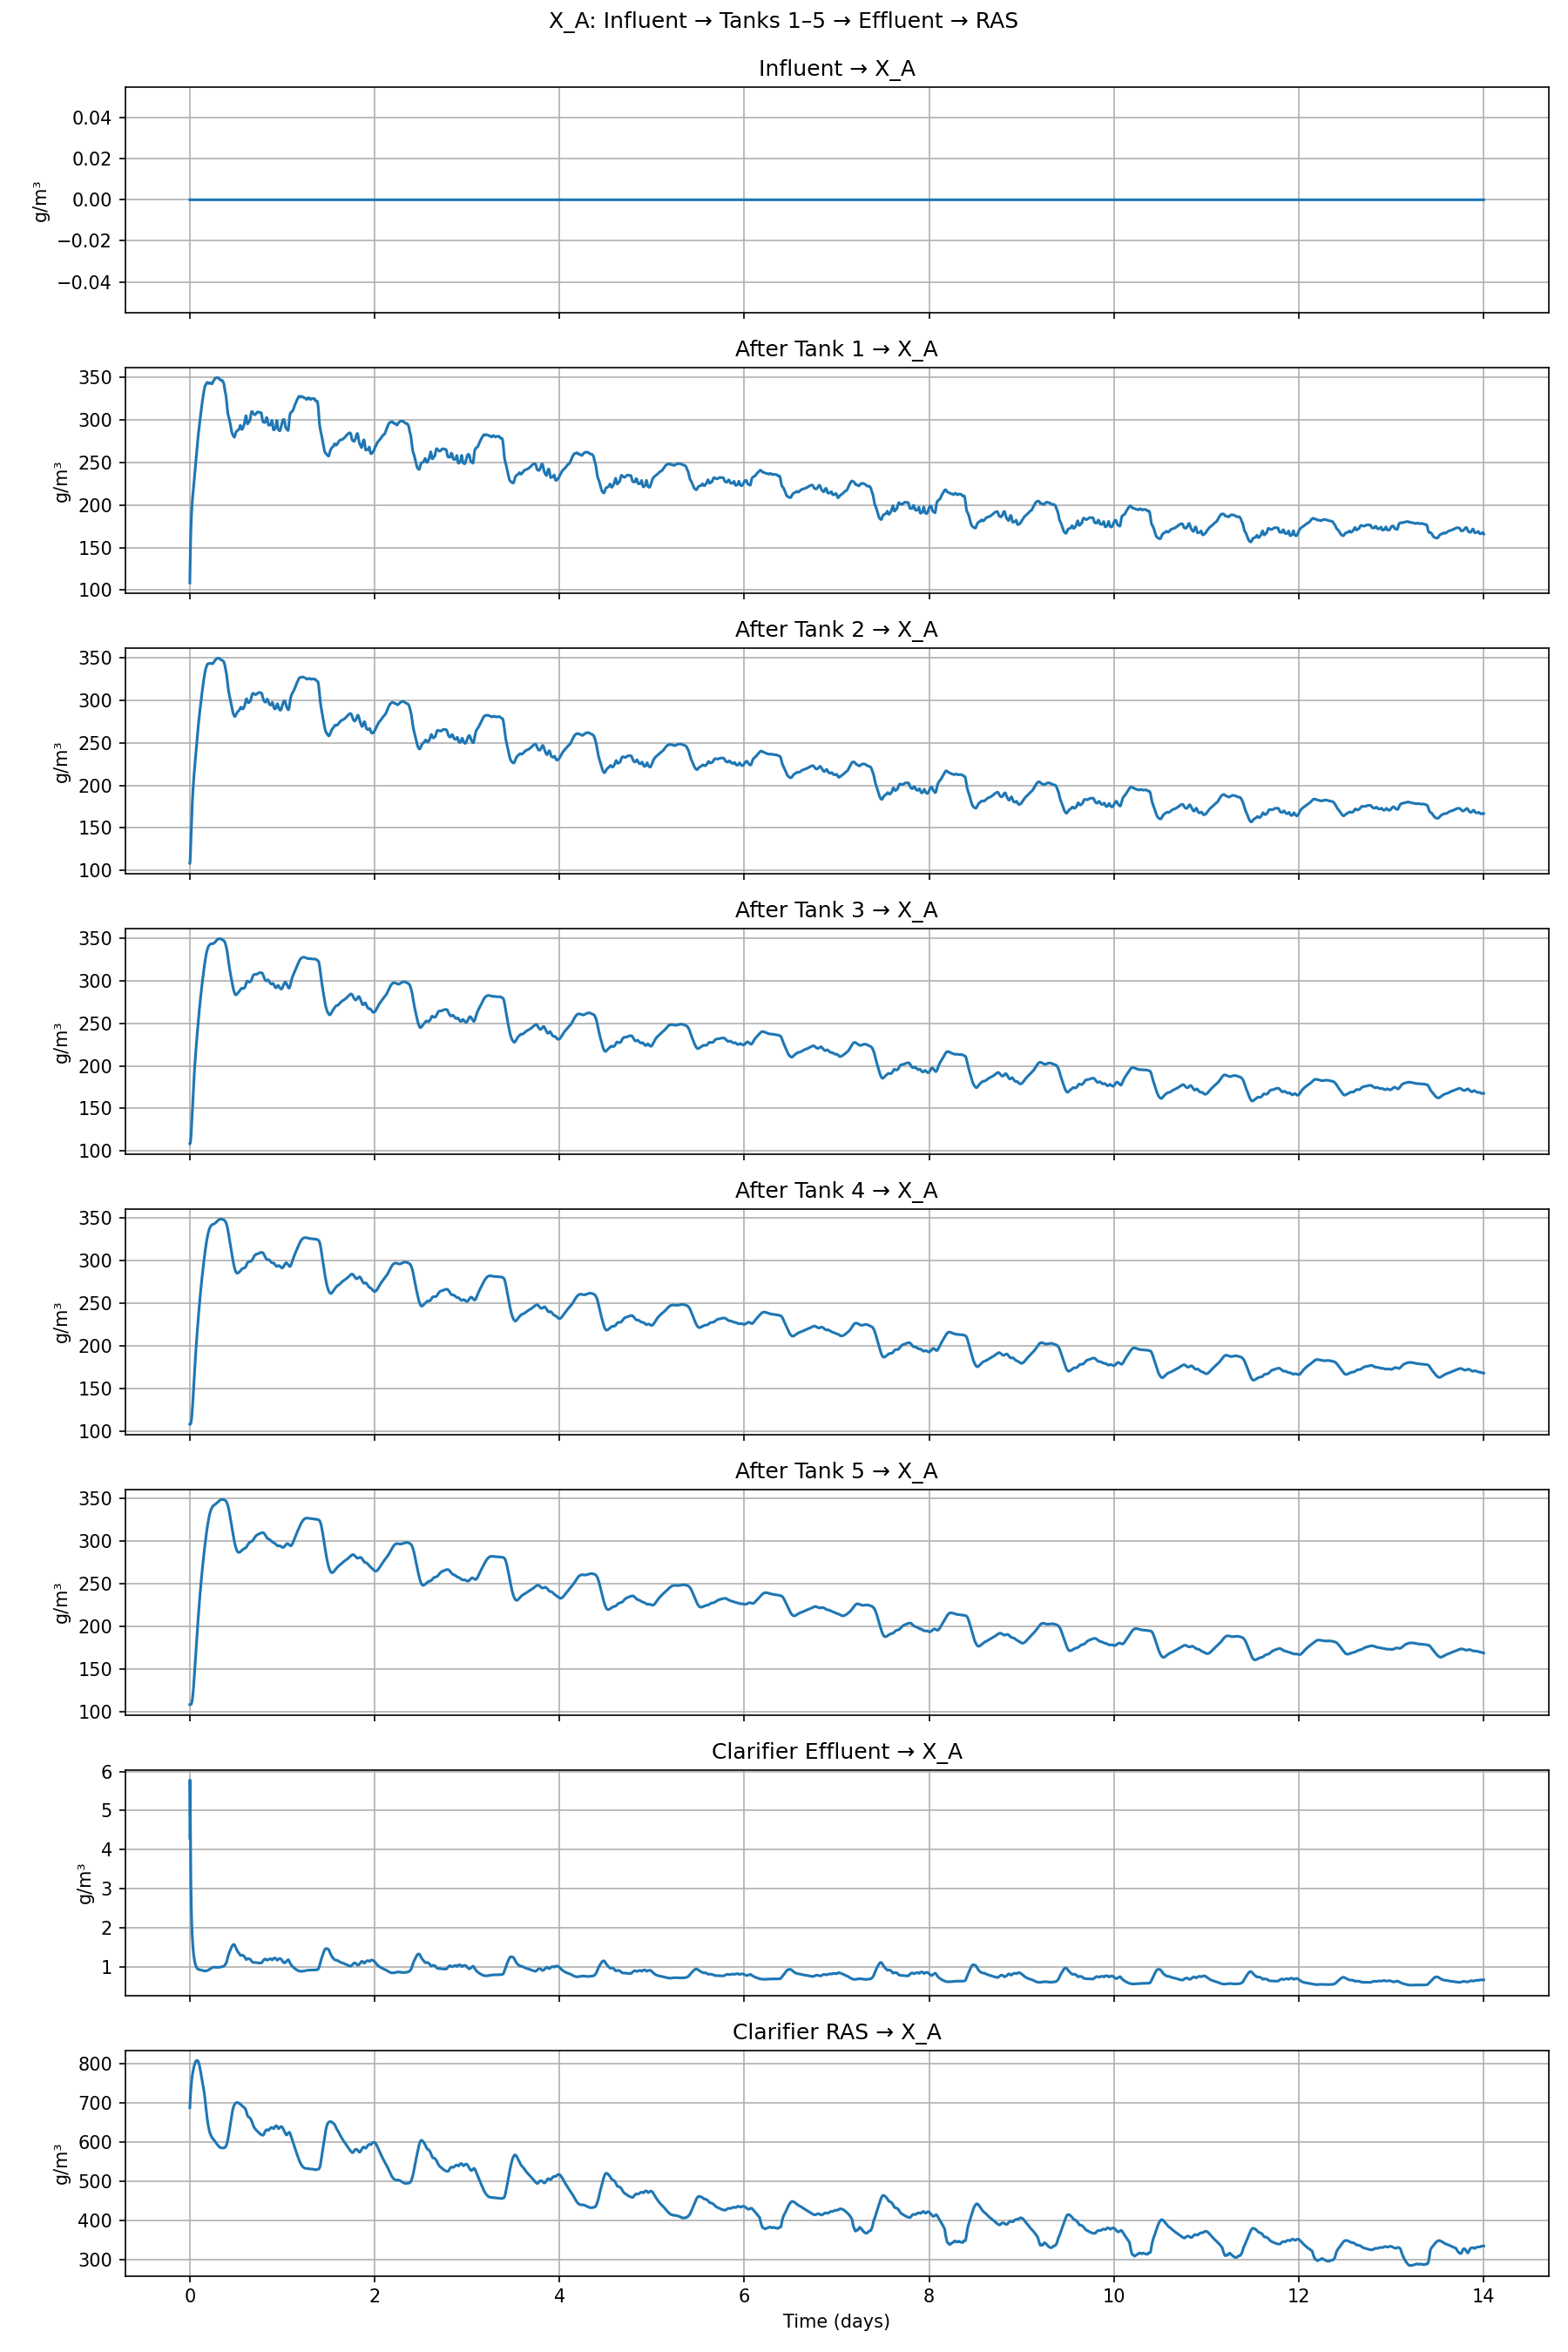 X_A: Influent → Tanks 1–5 → Effluent → RAS
Influent → X_A
g/m³
0.04
0.02
0.00
−0.02
−0.04
After Tank 1 → X_A
g/m³
350
300
250
200
150
100
After Tank 2 → X_A
g/m³
350
300
250
200
150
100
After Tank 3 → X_A
g/m³
350
300
250
200
150
100
After Tank 4 → X_A
g/m³
350
300
250
200
150
100
After Tank 5 → X_A
g/m³
350
300
250
200
150
100
Clarifier Effluent → X_A
g/m³
6
5
4
3
2
1
Clarifier RAS → X_A
g/m³
800
700
600
500
400
300
0 2 4 6 8 10 12 14
Time (days)